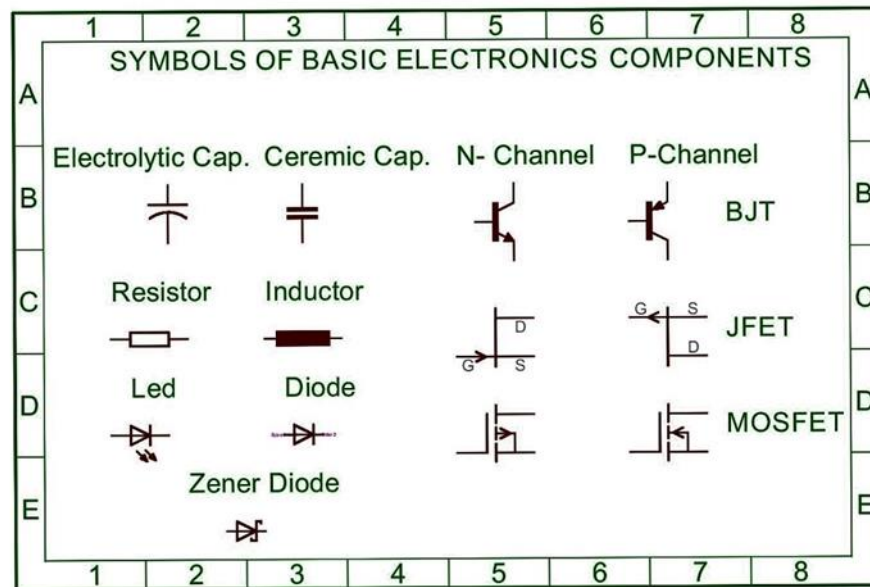 1 2 3 4 5 6 7 8
SYMBOLS OF BASIC ELECTRONICS COMPONENTS
A A
Electrolytic Cap. Ceremic Cap. N- Channel P-Channel
B B
BJT
C C
Resistor Inductor
D G S
JFET
G S D
D D
Led Diode
MOSFET
Zener Diode
E E
1 2 3 4 5 6 7 8